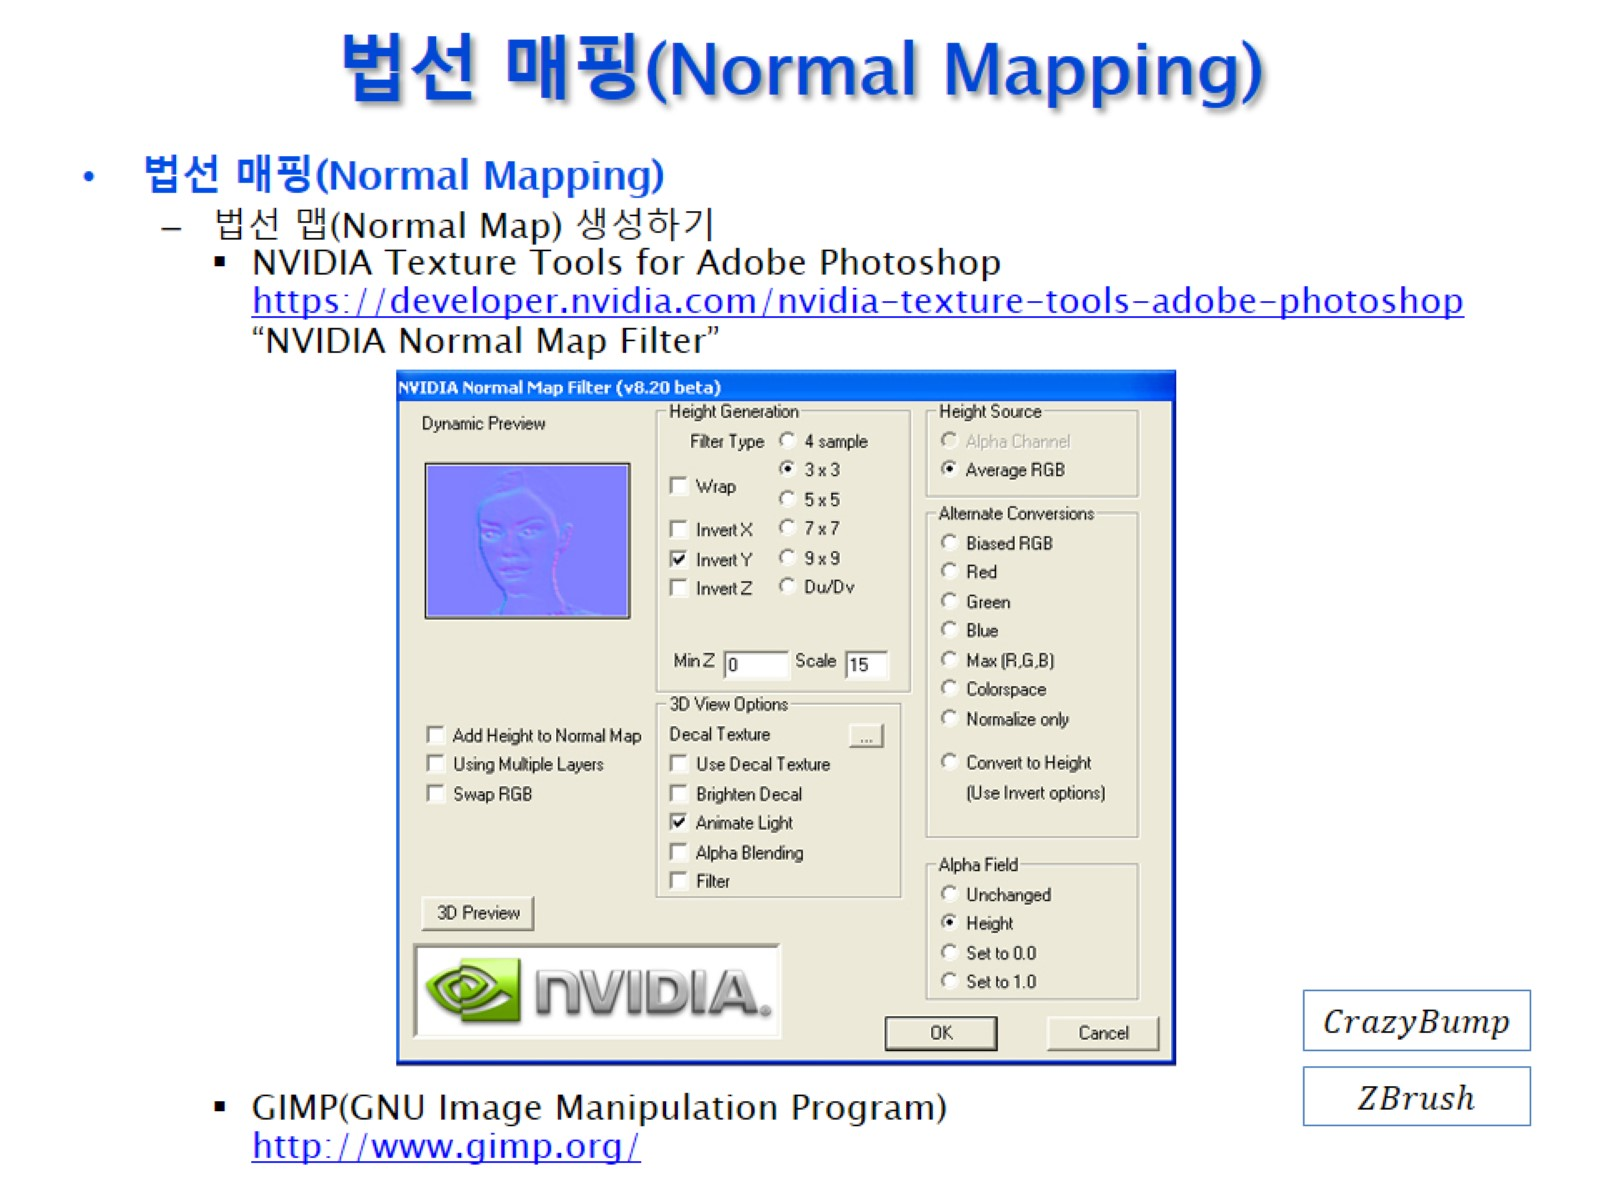 법선 매핑(Normal Mapping)
• 법선 매핑(Normal Mapping)
– 법선 맵(Normal Map) 생성하기
▪ NVIDIA Texture Tools for Adobe Photoshop
https://developer.nvidia.com/nvidia-texture-tools-adobe-photoshop
“NVIDIA Normal Map Filter”
NVIDIA Normal Map Filter (v8.20 beta)
Dynamic Preview
Add Height to Normal Map
Using Multiple Layers
Swap RGB
3D Preview
NVIDIA®
Height Generation
Filter Type
4 sample
3 x 3
5 x 5
7 x 7
9 x 9
Du/Dv
Wrap
Invert X
Invert Y
Invert Z
Min Z 0 Scale 15
3D View Options
Decal Texture ...
Use Decal Texture
Brighten Decal
Animate Light
Alpha Blending
Filter
Height Source
Alpha Channel
Average RGB
Alternate Conversions
Biased RGB
Red
Green
Blue
Max (R,G,B)
Colorspace
Normalize only
Convert to Height
(Use Invert options)
Alpha Field
Unchanged
Height
Set to 0.0
Set to 1.0
OK Cancel
CrazyBump
ZBrush
▪ GIMP(GNU Image Manipulation Program)
http://www.gimp.org/